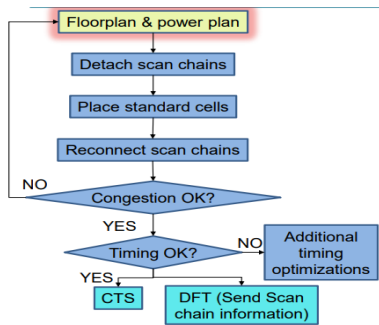 Floorplan & power plan
Detach scan chains
Place standard cells
Reconnect scan chains
NO
Congestion OK?
YES
Timing OK?
NO
Additional
timing
optimizations
YES
CTS
DFT (Send Scan
chain information)